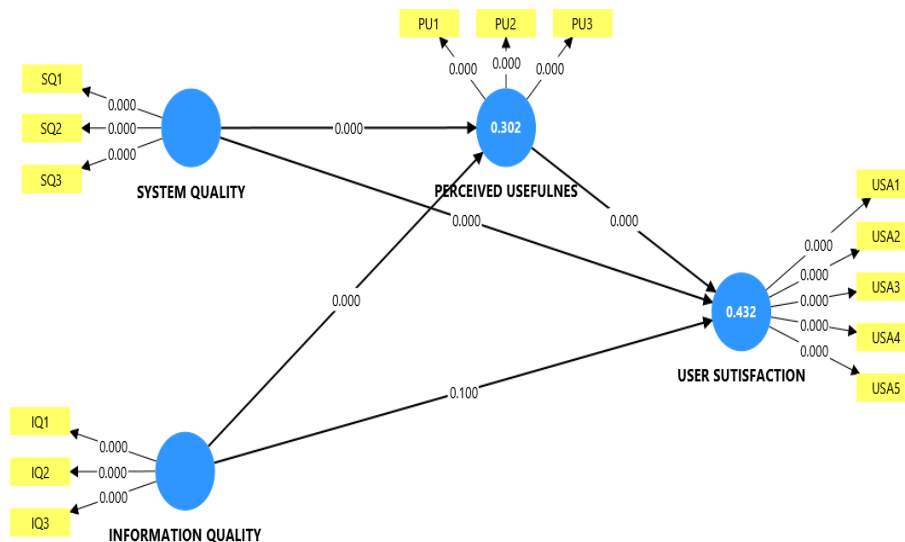 PU1 PU2 PU3
0.000 0.000 0.000
SQ1
SQ2
SQ3
0.000
0.000
0.000
SYSTEM QUALITY
0.000
0.302
PERCEIVED USEFULNES
0.000
0.000
0.000
0.100
USA1
USA2
USA3
USA4
USA5
0.000
0.000
0.000
0.000
0.000
0.432
USER SUTISFACTION
IQ1
IQ2
IQ3
0.000
0.000
0.000
INFORMATION QUALITY